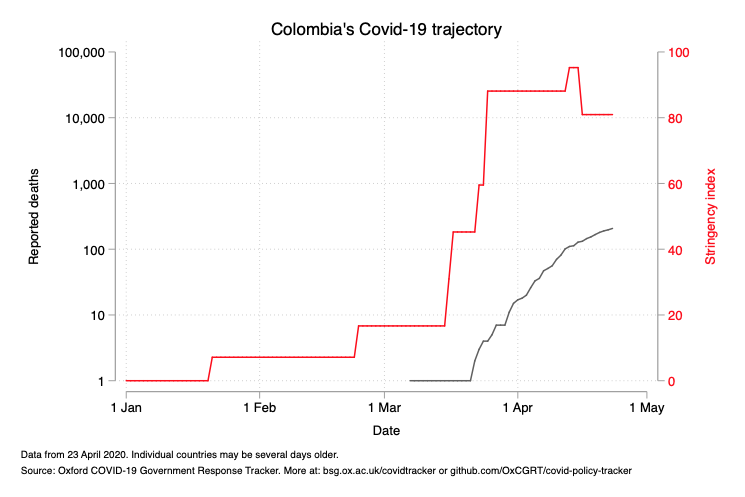 Colombia's Covid-19 trajectory
100,000
10,000
1,000
100
10
1
Reported deaths
100
80
60
40
20
0
Stringency index
1 Jan
1 Feb
1 Mar
1 Apr
1 May
Date
Data from 23 April 2020. Individual countries may be several days older.
Source: Oxford COVID-19 Government Response Tracker. More at: bsg.ox.ac.uk/covidtracker or github.com/OxCGRT/covid-policy-tracker